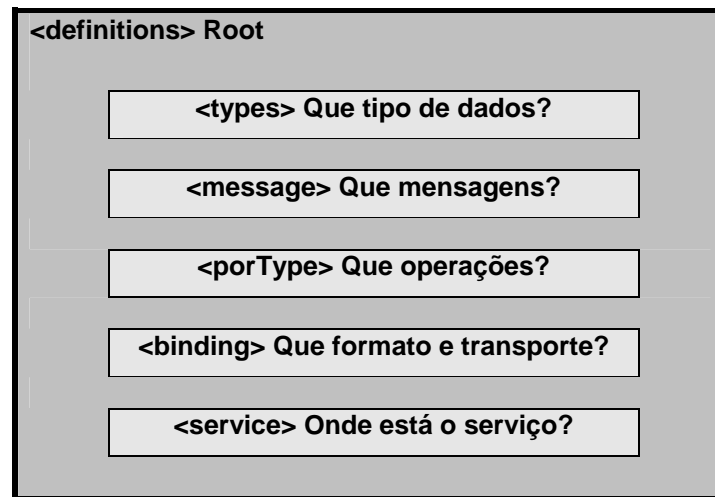 <definitions> Root
<types> Que tipo de dados?
<message> Que mensagens?
<porType> Que operações?
<binding> Que formato e transporte?
<service> Onde está o serviço?